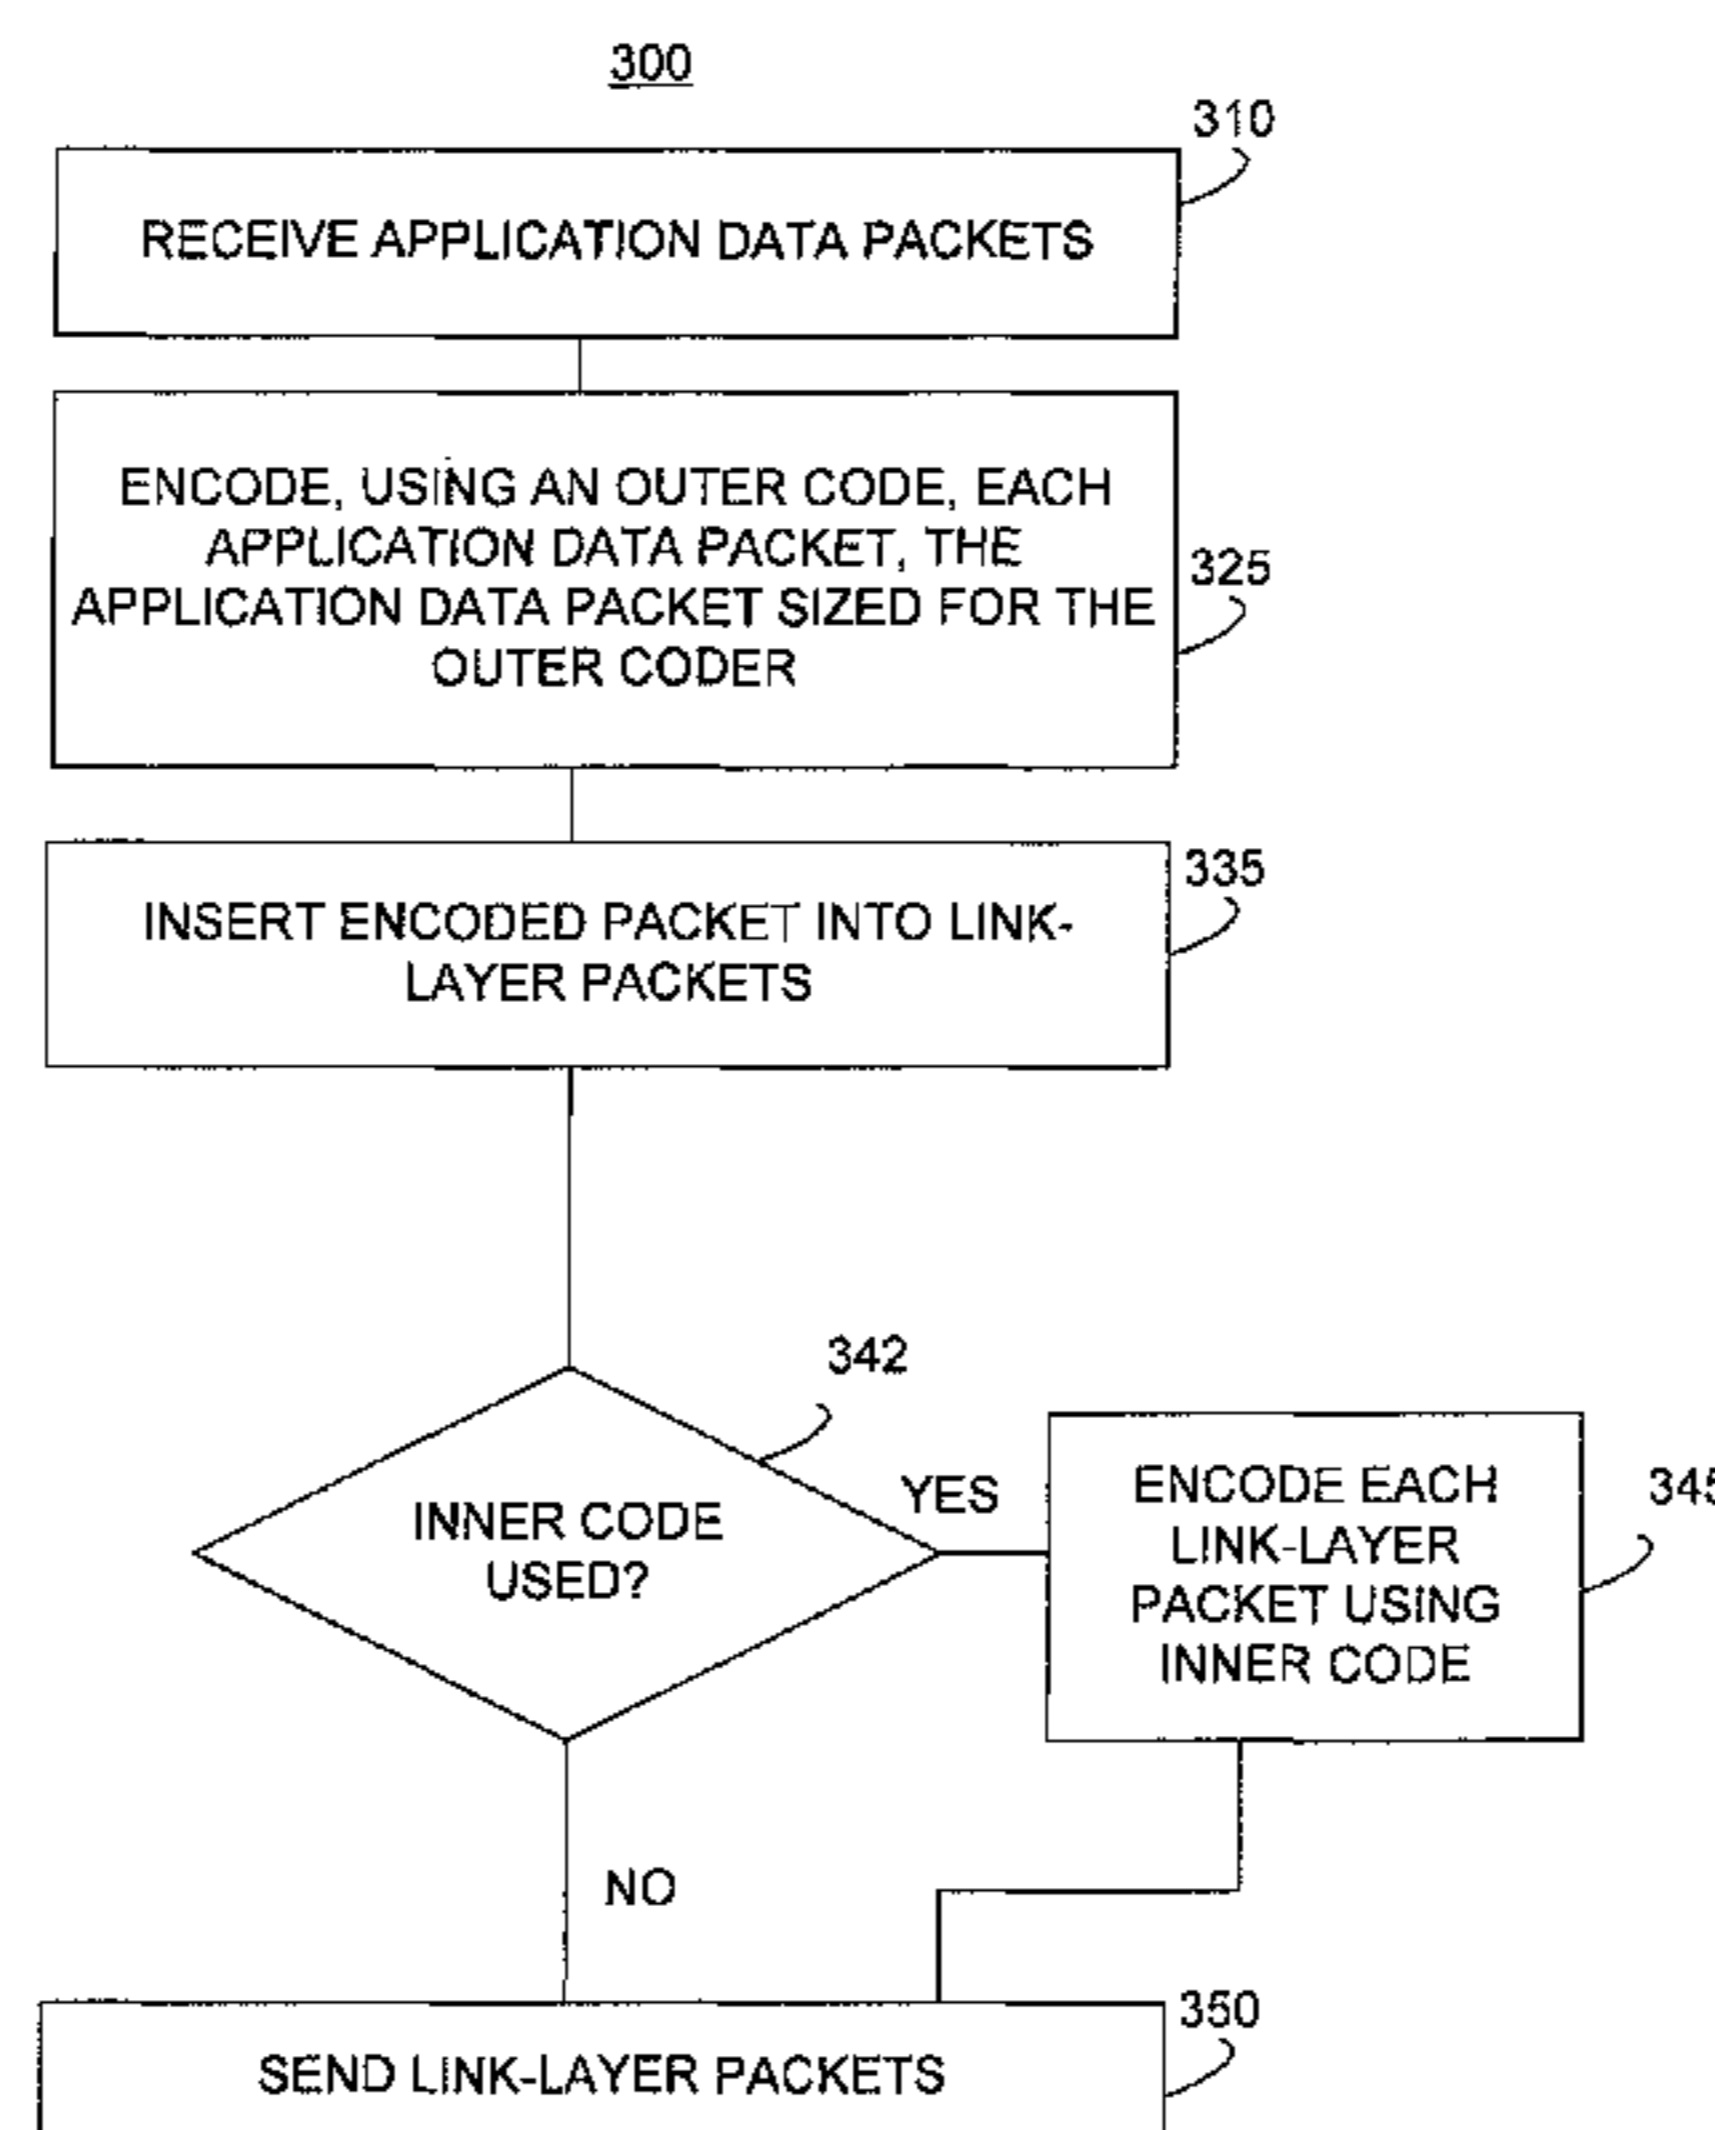 300
310
RECEIVE APPLICATION DATA PACKETS
ENCODE, USING AN OUTER CODE, EACH
APPLICATION DATA PACKET, THE
APPLICATION DATA PACKET SIZED FOR THE
OUTER CODER
325
335
INSERT ENCODED PACKET INTO LINK-
LAYER PACKETS
342
INNER CODE
USED?
YES
ENCODE EACH
LINK-LAYER
PACKET USING
INNER CODE
345
NO
350
SEND LINK-LAYER PACKETS